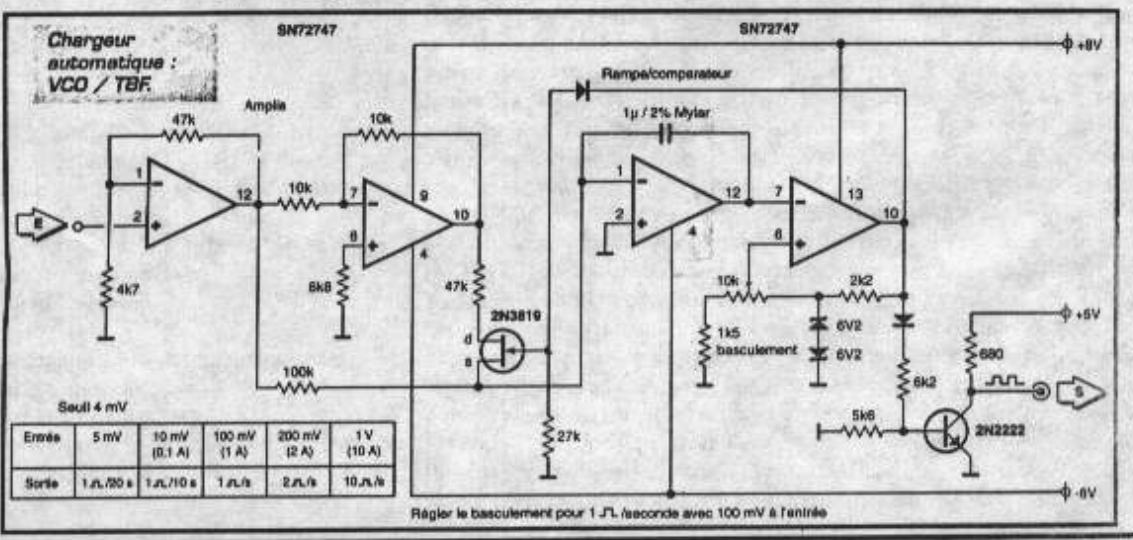 Chargeur
automatique :
VCO / TBF.
SN72747
SN72747
+8V
Rampe/comparateur
Amplis
1µ / 2% Mylar
47k
10k
1
2
12
10k
7
6
9
4
10
E
4k7
6k8
47k
2N3819
d
s
100k
27k
1
2
12
4
7
6
13
10
10k
2k2
1k5
basculement
6V2
6V2
+5V
680
6k2
5k6
2N2222
S
-8V
Seuil 4 mV
Entrée 5 mV 10 mV (0,1 A) 100 mV (1 A) 200 mV (2 A) 1 V (10 A)
Sortie 1 ⎍/20 s 1 ⎍/10 s 1 ⎍/s 2 ⎍/s 10 ⎍/s
Régler le basculement pour 1 ⎍ /seconde avec 100 mV à l'entrée